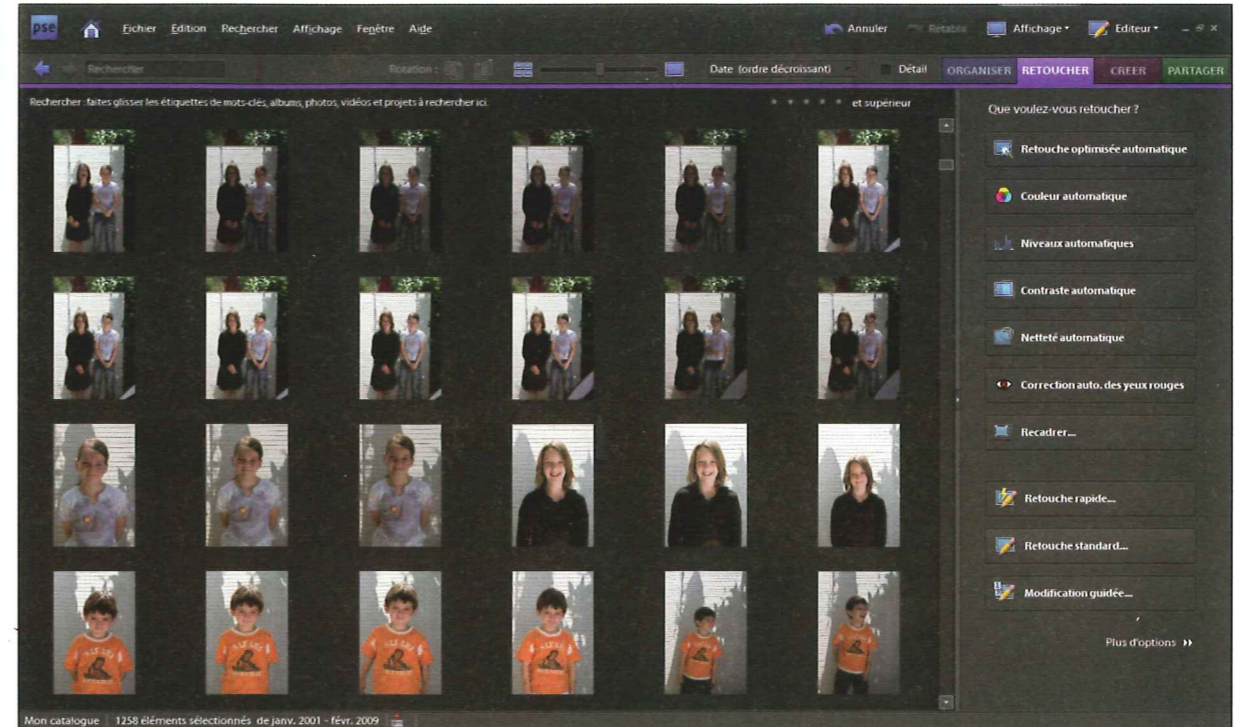 pse Fichier Édition Rechercher Affichage Fenêtre Aide Annuler Rétablir Affichage Editeur
Rechercher Rotation : Date (ordre décroissant) Détail ORGANISER RETOUCHER CRÉER PARTAGER
Rechercher : faites glisser les étiquettes de mots-clés, albums, photos, vidéos et projets à rechercher ici. et supérieur
Que voulez-vous retoucher ?
Retouche optimisée automatique
Couleur automatique
Niveaux automatiques
Contraste automatique
Netteté automatique
Correction auto. des yeux rouges
Recadrer...
Retouche rapide...
Retouche standard...
Modification guidée...
Plus d'options
Mon catalogue 1258 éléments sélectionnés de janv. 2001 - févr. 2009